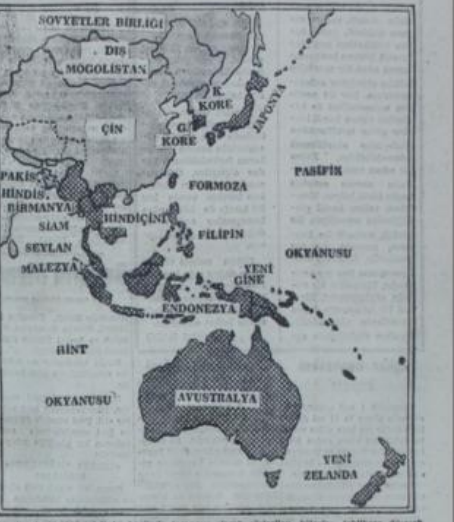 SOVYETLER BİRLİĞİ
DIŞ
MOGOLİSTAN
K.
KORE
G.
KORE
JAPONYA
ÇİN
PAKİS.
HİNDİS.
BİRMANYA
SİAM
SEYLAN
MALEZYA
HİNDİÇİNİ
FORMOZA
FİLİPİN
PASİFİK
OKYANUSU
YENİ
GİNE
ENDONEZYA
HİNT
OKYANUSU
AVUSTRALYA
YENİ
ZELANDA